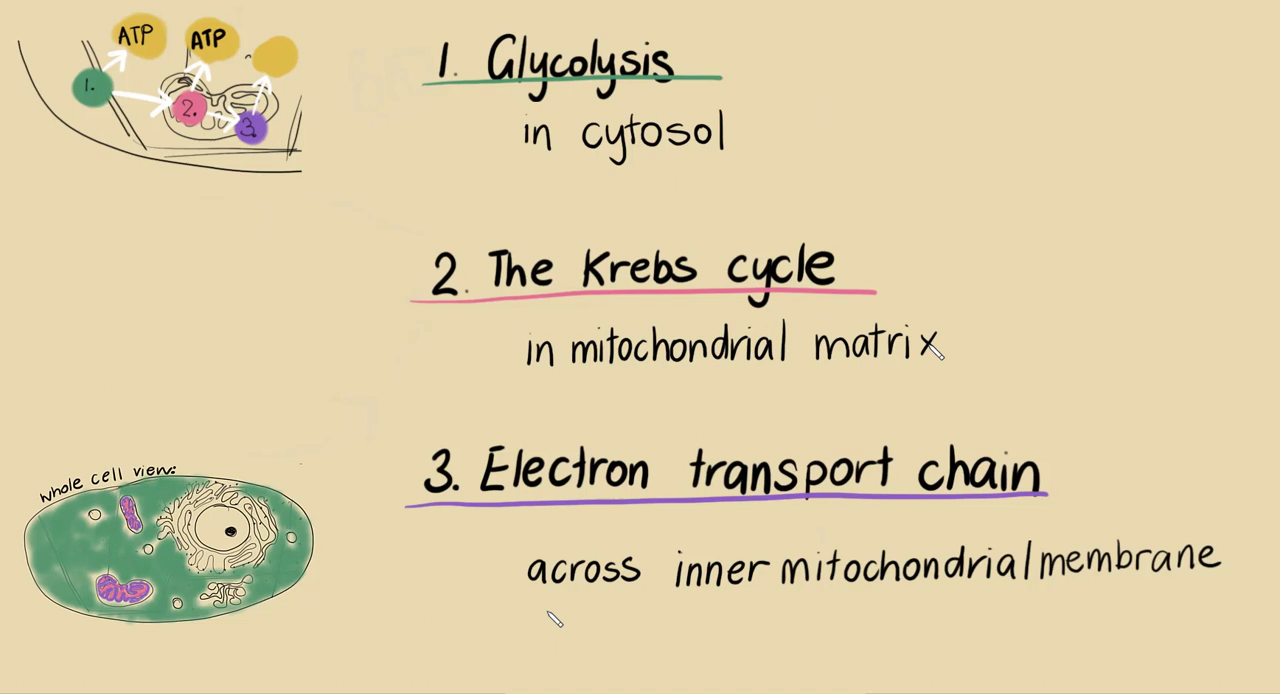 ATP
ATP
1.
2.
3.
1. Glycolysis
in cytosol
2. The Krebs cycle
in mitochondrial matrix
3. Electron transport chain
across inner mitochondrial membrane
whole cell view: